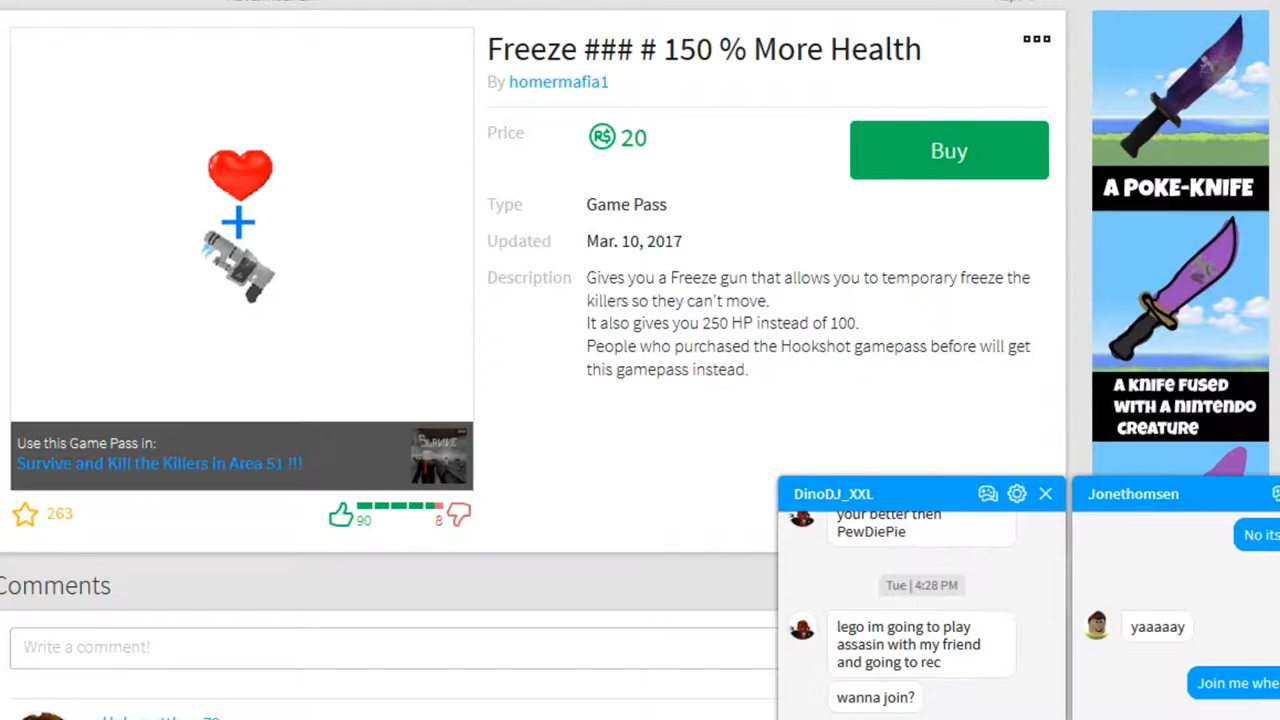 Freeze ### # 150 % More Health
By homermafia1
Price
R$ 20
Buy
Type
Game Pass
Updated
Mar. 10, 2017
Description
Gives you a Freeze gun that allows you to temporary freeze the
killers so they can't move.
It also gives you 250 HP instead of 100.
People who purchased the Hookshot gamepass before will get
this gamepass instead.
Use this Game Pass in:
Survive and Kill the Killers in Area 51 !!!
SURVIVE
263
90
8
Comments
Write a comment!
A POKE-KNIFE
A KNIFE FUSED
WITH A NINTENDO
CREATURE
DinoDJ_XXL
your better then
PewDiePie
Tue | 4:28 PM
lego im going to play
assasin with my friend
and going to rec
wanna join?
Jonethomsen
No its
yaaaaay
Join me whe